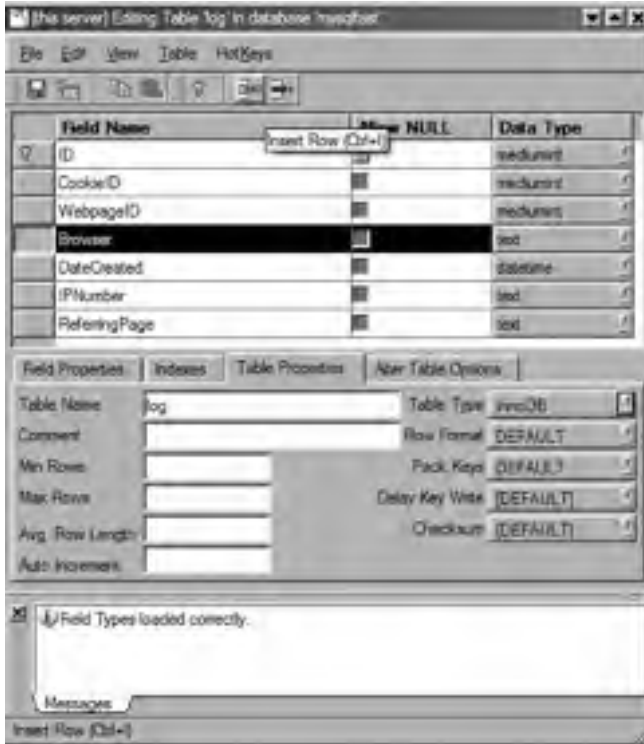 [this server] Editing Table 'log' in database
File Edit View Table HotKeys
Field Name Allow NULL Data Type
Insert Row (Ctrl+I)
ID mediumint
CookieID mediumint
WebpageID mediumint
Browser text
DateCreated datetime
IPNumber text
ReferringPage text
Field Properties Indexes Table Properties Alter Table Options
Table Name log Table Type InnoDB
Comment Row Format DEFAULT
Min Rows Pack Keys DEFAULT
Max Rows Delay Key Write [DEFAULT]
Avg. Row Length Checksum [DEFAULT]
Auto Increment
Field Types loaded correctly.
Messages
Insert Row (Ctrl+I)